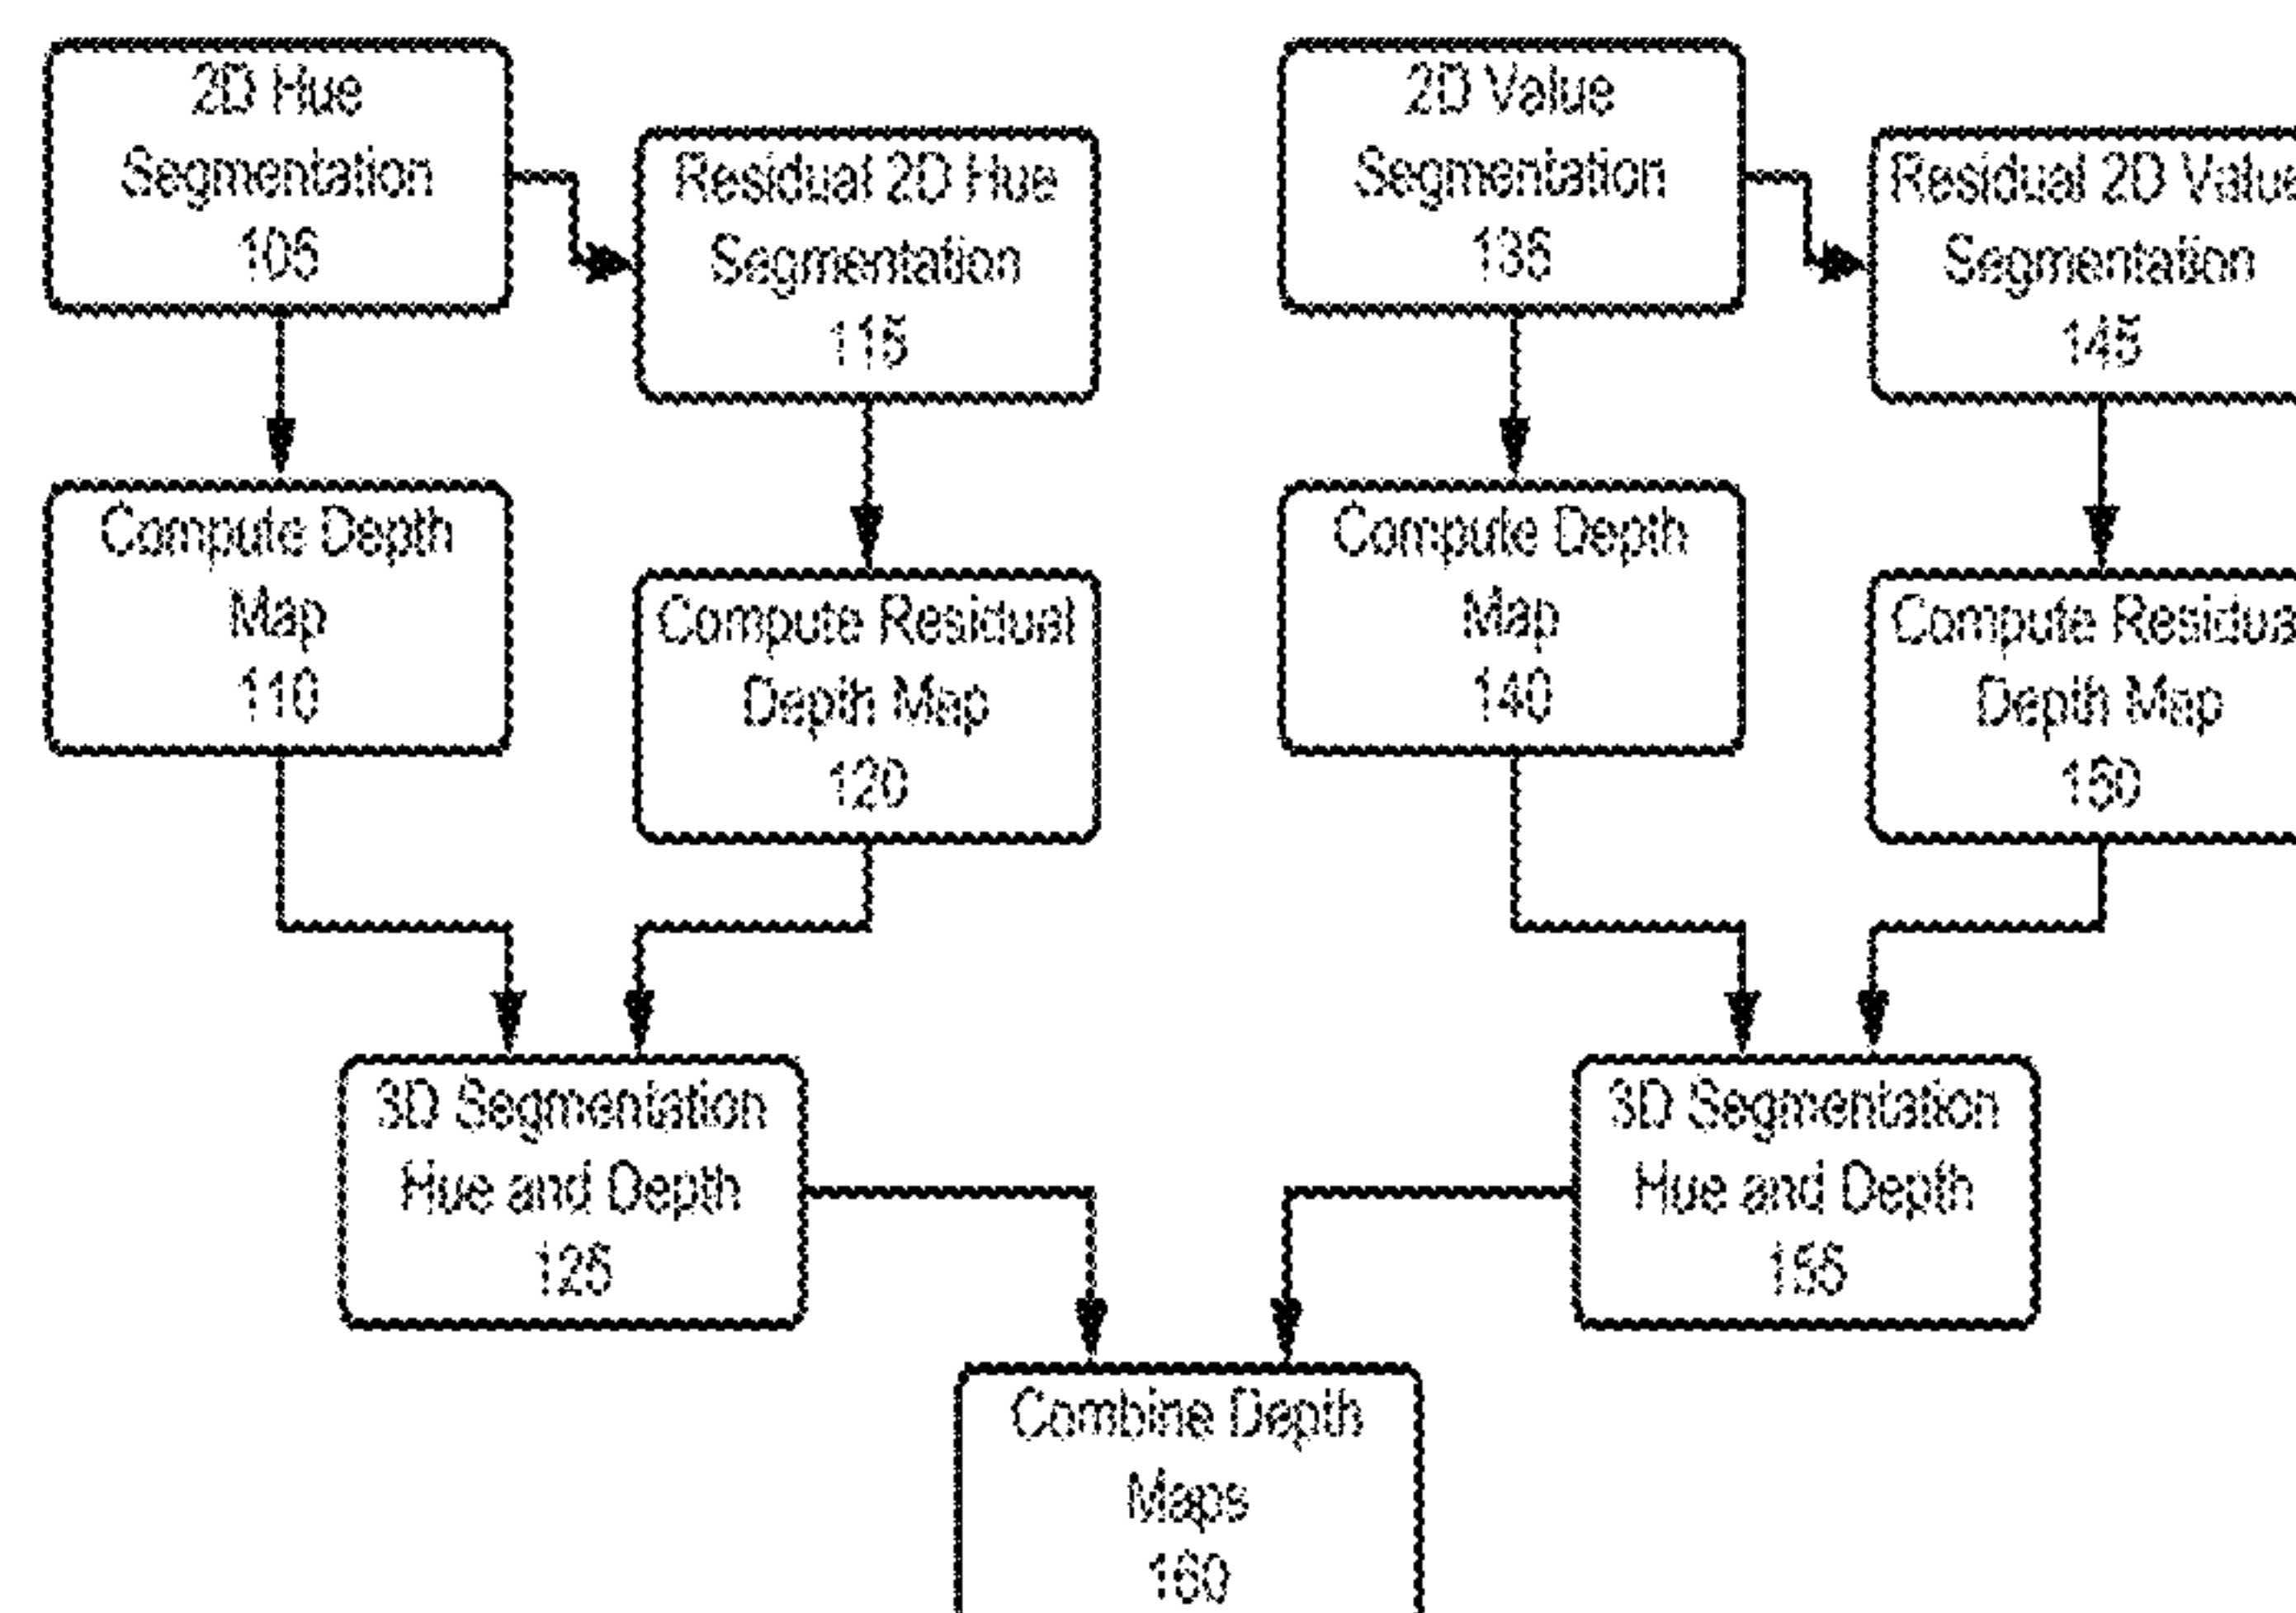 2D Hue
Segmentation
105
Residual 2D Hue
Segmentation
115
2D Value
Segmentation
135
Residual 2D Value
Segmentation
145
Compute Depth
Map
110
Compute Residual
Depth Map
120
Compute Depth
Map
140
Compute Residual
Depth Map
150
3D Segmentation
Hue and Depth
125
3D Segmentation
Hue and Depth
155
Combine Depth
Maps
160